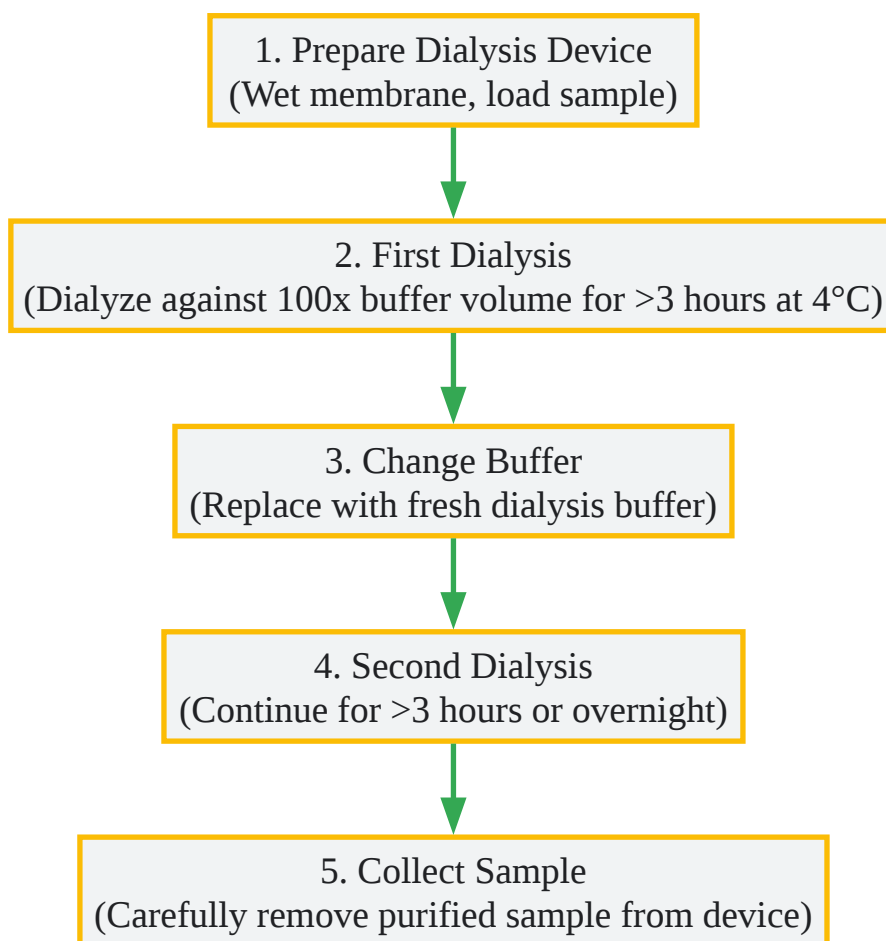 1. Prepare Dialysis Device
(Wet membrane, load sample)
2. First Dialysis
(Dialyze against 100x buffer volume for >3 hours at 4°C)
3. Change Buffer
(Replace with fresh dialysis buffer)
4. Second Dialysis
(Continue for >3 hours or overnight)
5. Collect Sample
(Carefully remove purified sample from device)